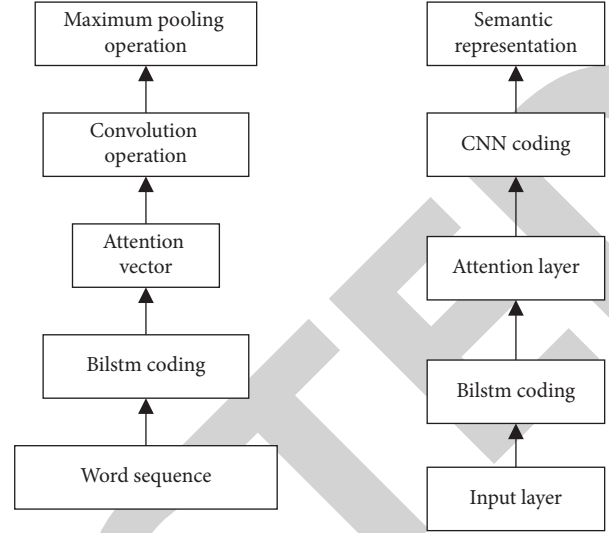 Maximum pooling
operation
Convolution
operation
Attention
vector
Bilstm coding
Word sequence
Semantic
representation
CNN coding
Attention layer
Bilstm coding
Input layer